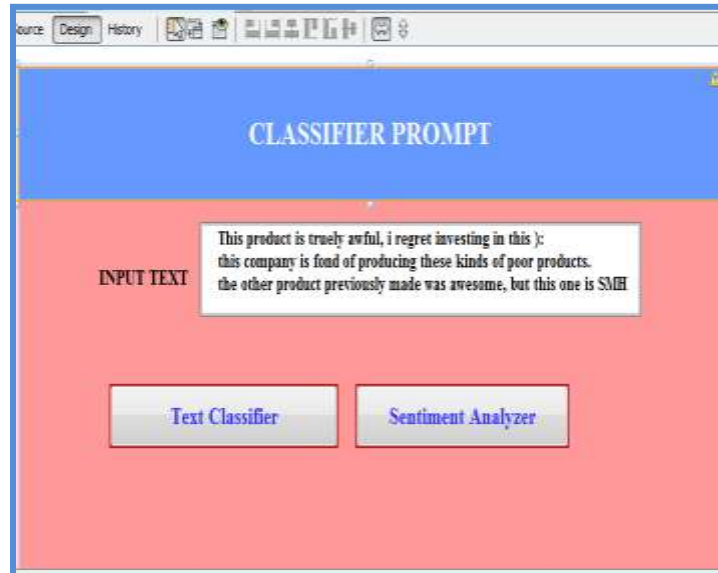 ource Design History
CLASSIFIER PROMPT
This product is truely awful, i regret investing in this ):
this company is fond of producing these kinds of poor products.
INPUT TEXT
the other product previously made was awesome, but this one is SMH
Text Classifier Sentiment Analyzer